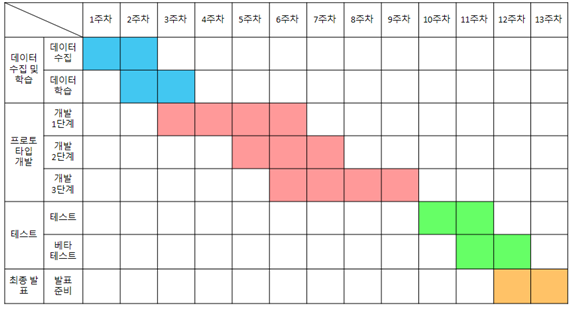 1주차 2주차 3주차 4주차 5주차 6주차 7주차 8주차 9주차 10주차 11주차 12주차 13주차
데이터
수집 및
학습
데이터
수집
데이터
학습
프로토
타입
개발
개발
1단계
개발
2단계
개발
3단계
테스트
테스트
베타
테스트
최종 발
표
발표
준비